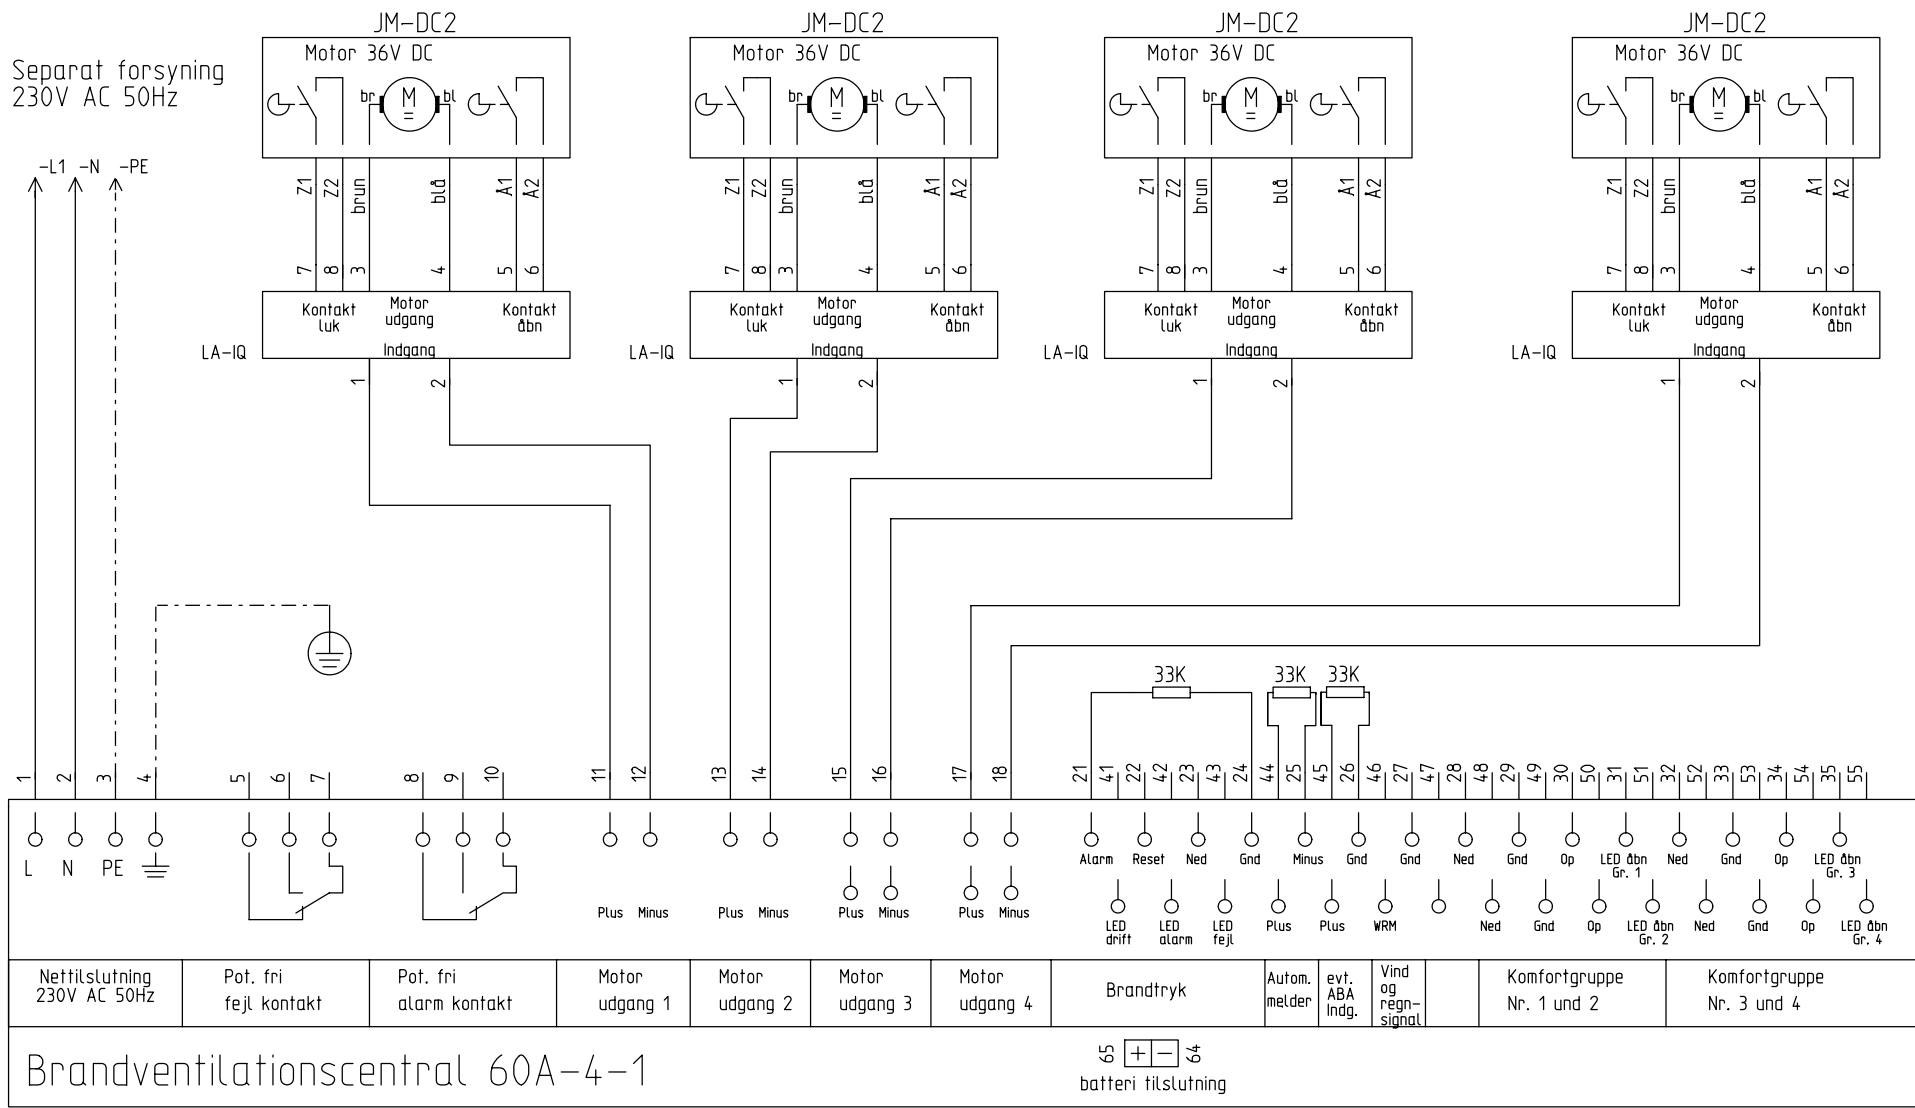 JM-DC2 JM-DC2 JM-DC2 JM-DC2
Separat forsyning
230V AC 50Hz
Motor 36V DC Motor 36V DC Motor 36V DC Motor 36V DC
br M bl br M bl br M bl br M bl
-L1 -N -PE
Z1 Z2 brun blå Å1 Å2 Z1 Z2 brun blå Å1 Å2 Z1 Z2 brun blå Å1 Å2 Z1 Z2 brun blå Å1 Å2
7 8 3 4 5 6 7 8 3 4 5 6 7 8 3 4 5 6 7 8 3 4 5 6
Kontakt luk Motor udgang Kontakt åbn Kontakt luk Motor udgang Kontakt åbn Kontakt luk Motor udgang Kontakt åbn Kontakt luk Motor udgang Kontakt åbn
LA-IQ Indgang LA-IQ Indgang LA-IQ Indgang LA-IQ Indgang
1 2 1 2 1 2 1 2
33K 33K 33K
1 2 3 4 5 6 7 8 9 10 11 12 13 14 15 16 17 18 21 41 22 42 23 43 24 44 25 45 26 46 27 47 28 48 29 49 30 50 31 51 32 52 33 53 34 54 35 55
L N PE
Alarm Reset Ned Gnd Minus Gnd Gnd Ned Gnd Op LED åbn Gr. 1 Ned Gnd Op LED åbn Gr. 3
Plus Minus Plus Minus Plus Minus Plus Minus
LED drift LED alarm LED fejl Plus Plus WRM Ned Gnd Op LED åbn Gr. 2 Ned Gnd Op LED åbn Gr. 4
Nettilslutning
230V AC 50Hz
Pot. fri
fejl kontakt
Pot. fri
alarm kontakt
Motor
udgang 1
Motor
udgang 2
Motor
udgang 3
Motor
udgang 4
Brandtryk
Autom.
melder
evt.
ABA
Indg.
Vind
og
regn-
signal
Komfortgruppe
Nr. 1 und 2
Komfortgruppe
Nr. 3 und 4
Brandventilationscentral 60A-4-1
65 + - 64
batteri tilslutning